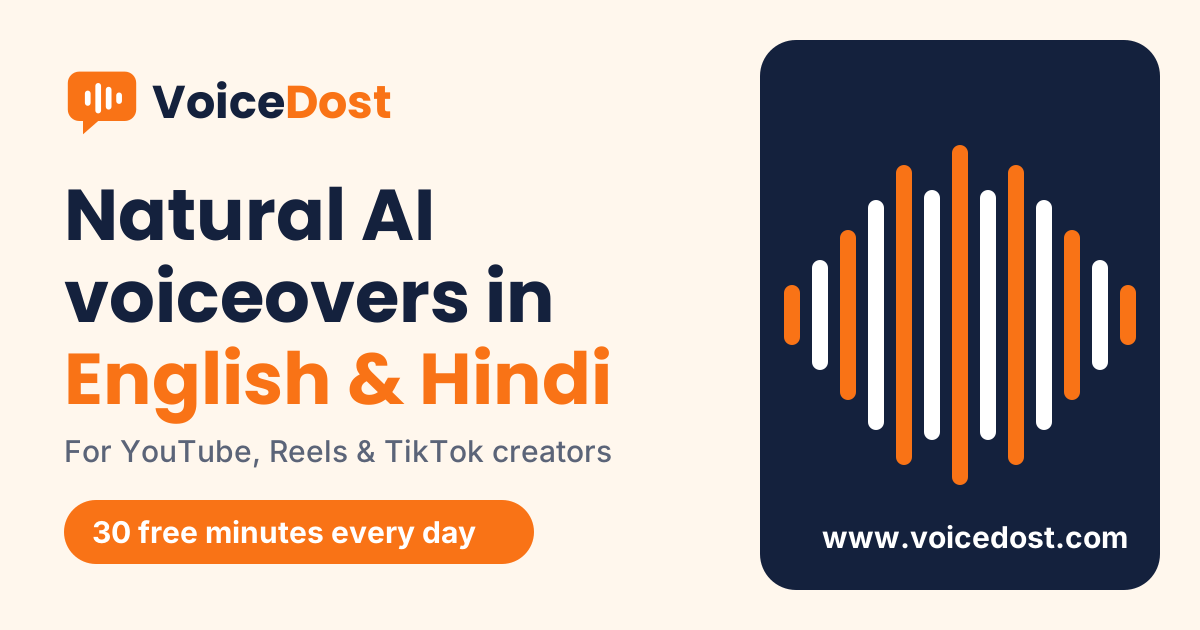 VoiceDost
Natural AI
voiceovers in
English & Hindi
For YouTube, Reels & TikTok creators
30 free minutes every day
www.voicedost.com